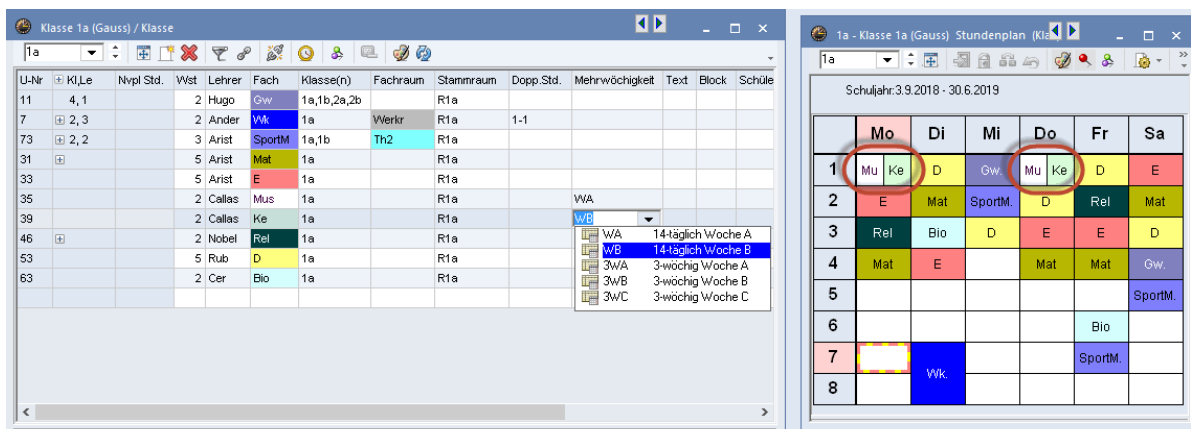 Klasse 1a (Gauss) / Klasse
1a
U-Nr Kl,Le Nvpl Std. Wst Lehrer Fach Klasse(n) Fachraum Stammraum Dopp.Std. Mehrwöchigkeit Text Block Schüle
11 4, 1 2 Hugo Gw 1a,1b,2a,2b R1a
7 2, 3 2 Ander Wk 1a Werkr R1a 1-1
73 2, 2 3 Arist SportM 1a,1b Th2 R1a
31 5 Arist Mat 1a R1a
33 5 Arist E 1a R1a
35 2 Callas Mus 1a R1a WA
39 2 Callas Ke 1a R1a WB
46 2 Nobel Rel 1a R1a
53 5 Rub D 1a R1a
63 2 Cer Bio 1a R1a
WA 14-täglich Woche A
WB 14-täglich Woche B
3WA 3-wöchig Woche A
3WB 3-wöchig Woche B
3WC 3-wöchig Woche C
1a - Klasse 1a (Gauss) Stundenplan (Kla
1a
Schuljahr:3.9.2018 - 30.6.2019
Mo Di Mi Do Fr Sa
1 Mu Ke D Gw. Mu Ke D E
2 E Mat SportM. D Rel Mat
3 Rel Bio D E E D
4 Mat E Mat Mat Gw.
5 SportM.
6 Bio
7 Wk. SportM.
8